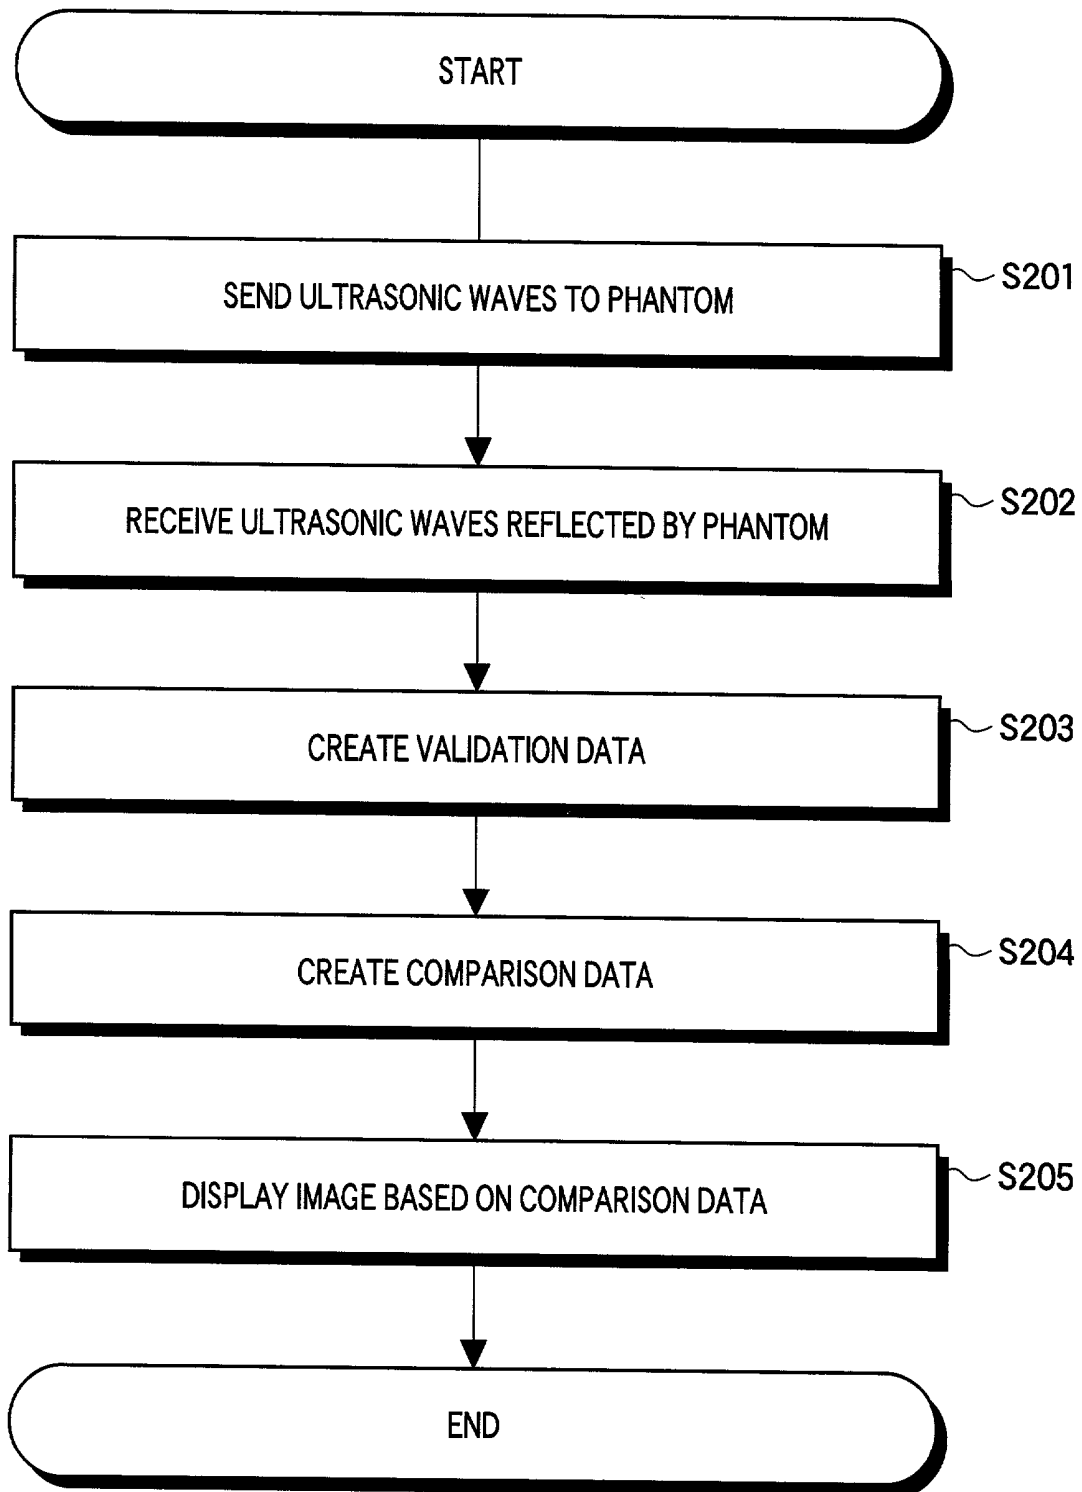 START
SEND ULTRASONIC WAVES TO PHANTOM
S201
RECEIVE ULTRASONIC WAVES REFLECTED BY PHANTOM
S202
CREATE VALIDATION DATA
S203
CREATE COMPARISON DATA
S204
DISPLAY IMAGE BASED ON COMPARISON DATA
S205
END